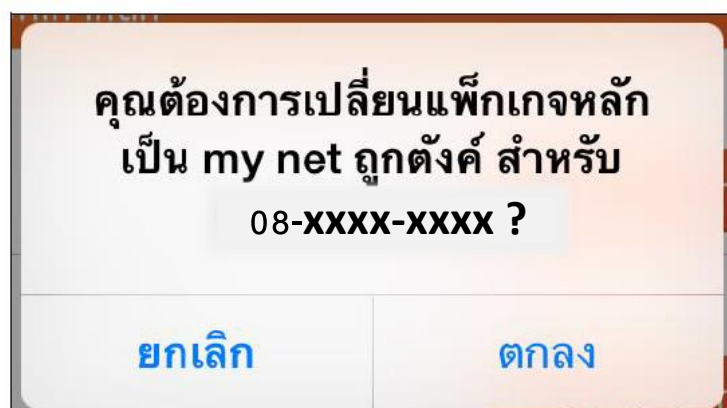 คุณต้องการเปลี่ยนแพ็กเกจหลัก
เป็น my net ถูกตังค์ สำหรับ
08-xxxx-xxxx ?
ยกเลิก
ตกลง